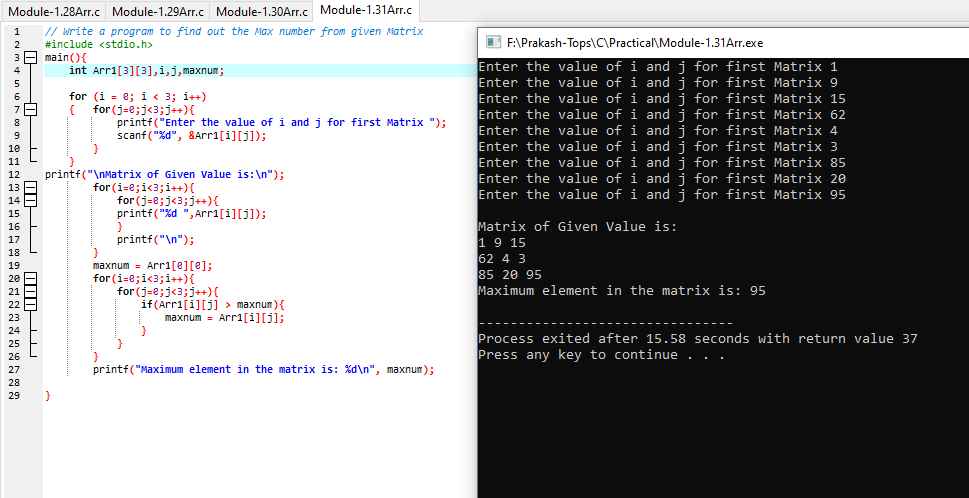 Module-1.28Arr.c Module-1.29Arr.c Module-1.30Arr.c Module-1.31Arr.c
1 // Write a program to find out the Max number from given Matrix
2 #include <stdio.h>
3 main(){
4 int Arr1[3][3],i,j,maxnum;
5
6 for (i = 0; i < 3; i++)
7 { for(j=0;j<3;j++){
8 printf("Enter the value of i and j for first Matrix ");
9 scanf("%d", &Arr1[i][j]);
10 }
11 }
12 printf("\nMatrix of Given Value is:\n");
13 for(i=0;i<3;i++){
14 for(j=0;j<3;j++){
15 printf("%d ",Arr1[i][j]);
16 }
17 printf("\n");
18 }
19 maxnum = Arr1[0][0];
20 for(i=0;i<3;i++){
21 for(j=0;j<3;j++){
22 if(Arr1[i][j] > maxnum){
23 maxnum = Arr1[i][j];
24 }
25 }
26 }
27 printf("Maximum element in the matrix is: %d\n", maxnum);
28
29 }
F:\Prakash-Tops\C\Practical\Module-1.31Arr.exe
Enter the value of i and j for first Matrix 1
Enter the value of i and j for first Matrix 9
Enter the value of i and j for first Matrix 15
Enter the value of i and j for first Matrix 62
Enter the value of i and j for first Matrix 4
Enter the value of i and j for first Matrix 3
Enter the value of i and j for first Matrix 85
Enter the value of i and j for first Matrix 20
Enter the value of i and j for first Matrix 95
Matrix of Given Value is:
1 9 15
62 4 3
85 20 95
Maximum element in the matrix is: 95
--------------------------------
Process exited after 15.58 seconds with return value 37
Press any key to continue . . .